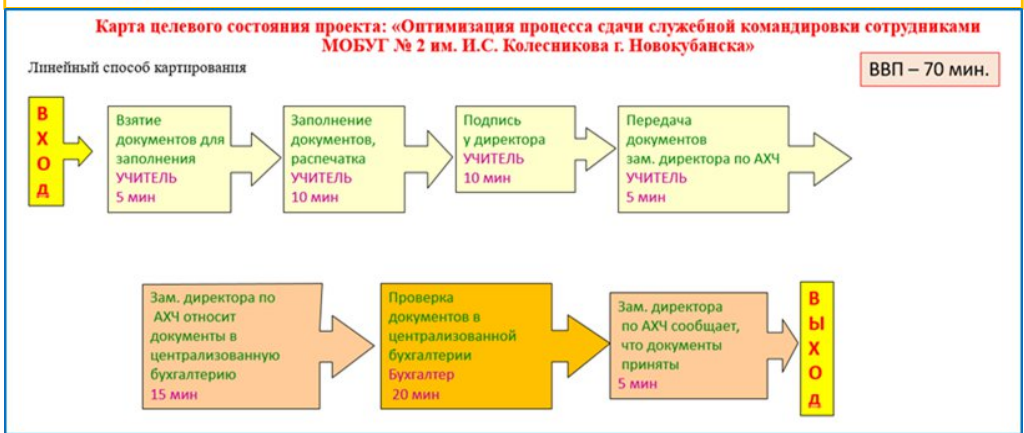 Карта целевого состояния проекта: «Оптимизация процесса сдачи служебной командировки сотрудниками
МОБУГ № 2 им. И.С. Колесникова г. Новокубанска»
Линейный способ картирования
ВВП – 70 мин.
В
Х
О
Д
Взятие
документов для
заполнения
УЧИТЕЛЬ
5 мин
Заполнение
документов,
распечатка
УЧИТЕЛЬ
10 мин
Подпись
у директора
УЧИТЕЛЬ
10 мин
Передача
документов
зам. директора по АХЧ
УЧИТЕЛЬ
5 мин
Зам. директора по
АХЧ относит
документы в
централизованную
бухгалтерию
15 мин
Проверка
документов в
централизованной
бухгалтерии
Бухгалтер
20 мин
Зам. директора
по АХЧ сообщает,
что документы
приняты
5 мин
В
Ы
Х
О
Д